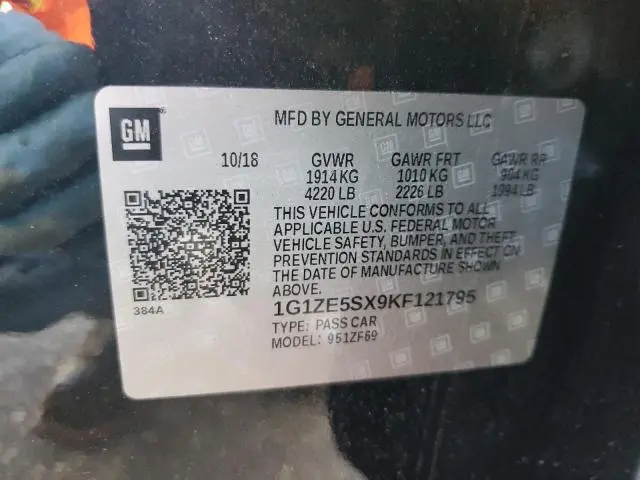 GM
MFD BY GENERAL MOTORS LLC
10/18 GVWR GAWR FRT GAWR RR
1914 KG 1010 KG 904 KG
4220 LB 2226 LB 1994 LB
THIS VEHICLE CONFORMS TO ALL
APPLICABLE U.S. FEDERAL MOTOR
VEHICLE SAFETY, BUMPER, AND THEFT
PREVENTION STANDARDS IN EFFECT ON
THE DATE OF MANUFACTURE SHOWN
ABOVE.
384A
1G1ZE5SX9KF121795
TYPE: PASS CAR
MODEL: 951ZF69